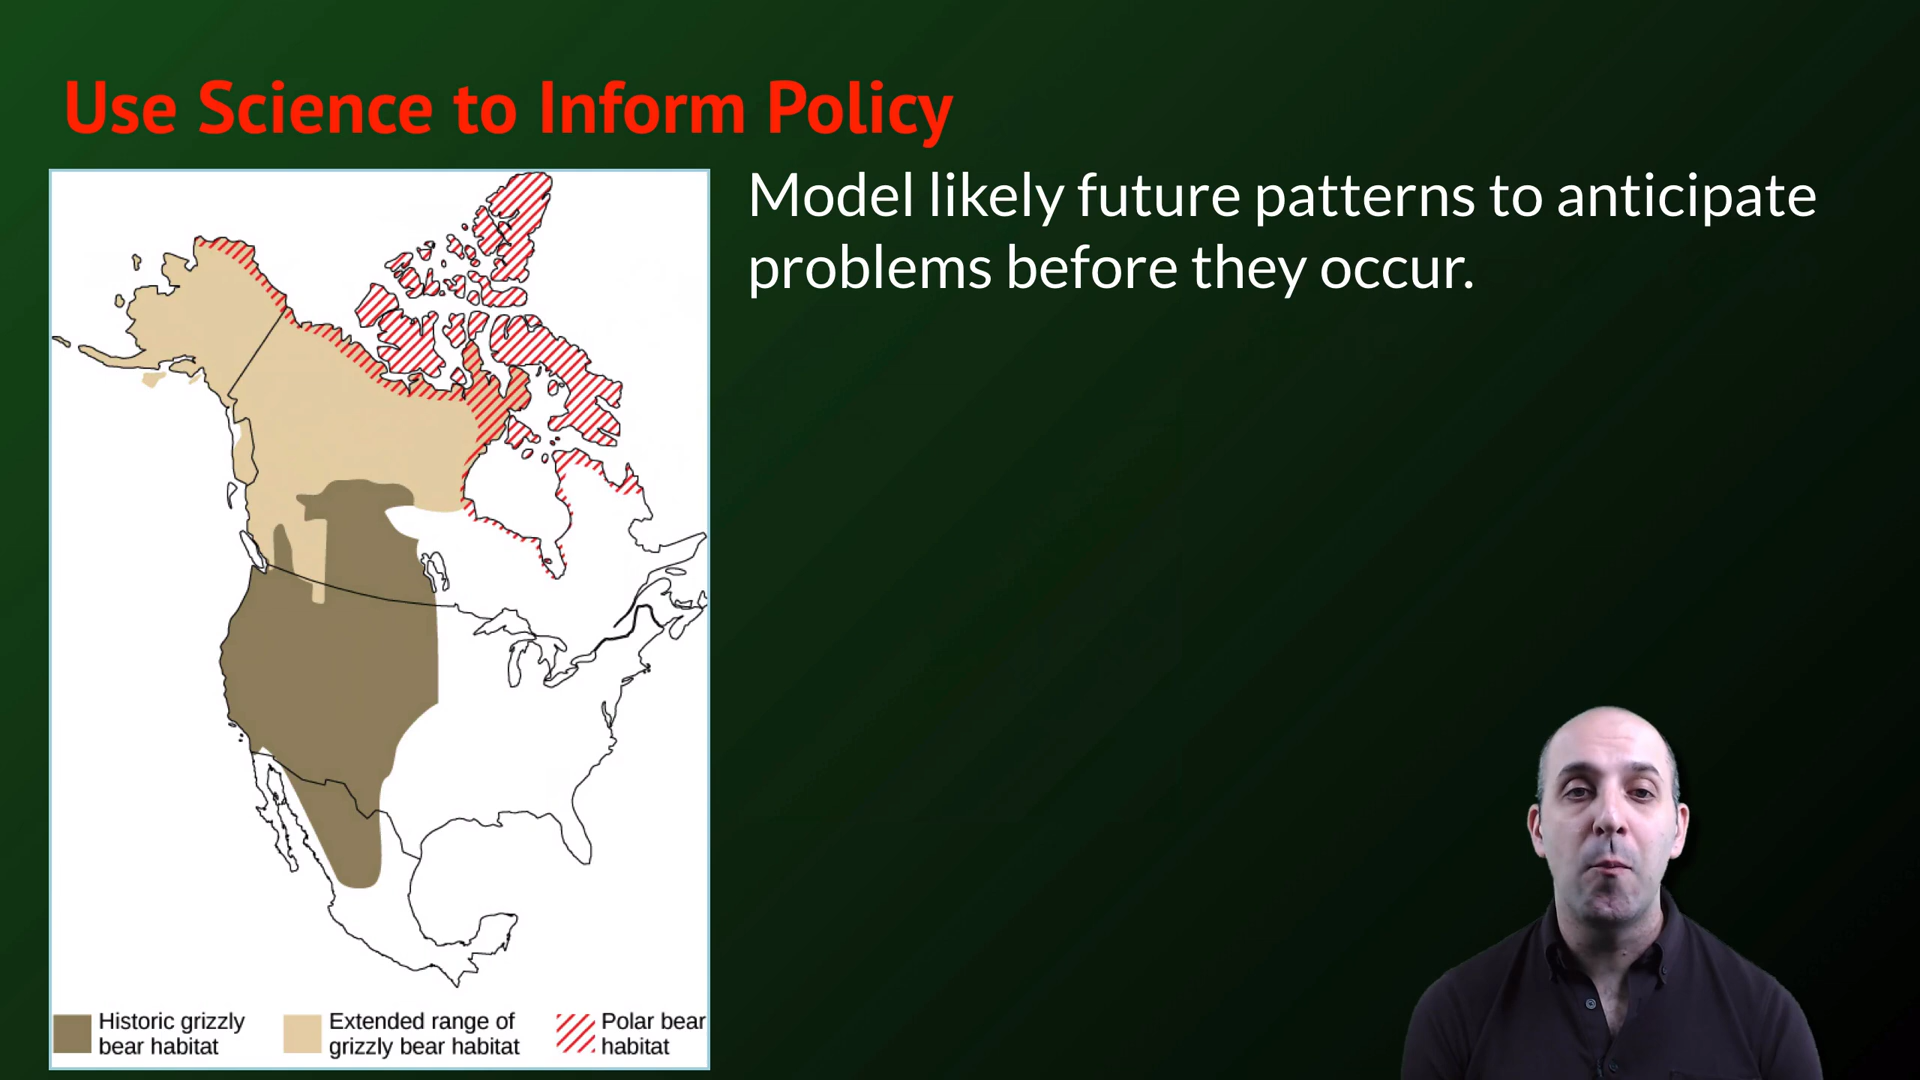 Use Science to Inform Policy
Model likely future patterns to anticipate
problems before they occur.
Historic grizzly
bear habitat
Extended range of
grizzly bear habitat
Polar bear
habitat